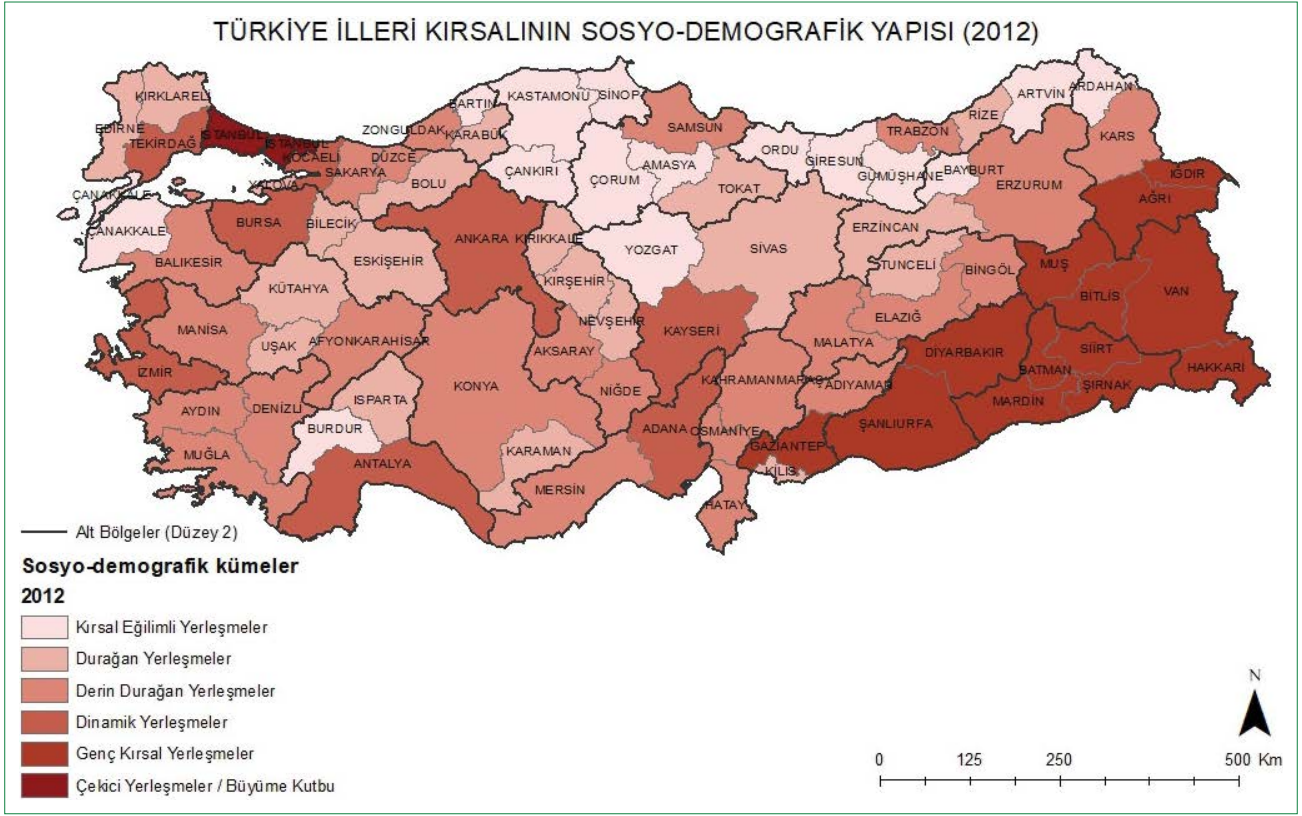 TÜRKİYE İLLERİ KIRSALININ SOSYO-DEMOGRAFİK YAPISI (2012)
KIRKLARELİ
EDİRNE
TEKİRDAĞ
İSTANBUL
İSTANBUL
KOCAELİ
YALOVA
SAKARYA
DÜZCE
ZONGULDAK
BARTIN
KARABÜK
KASTAMONU
SİNOP
SAMSUN
ORDU
GİRESUN
TRABZON
RİZE
ARTVİN
ARDAHAN
KARS
ÇANAKKALE
ÇANAKKALE
BURSA
BİLECİK
BOLU
ÇANKIRI
ÇORUM
AMASYA
TOKAT
GÜMÜŞHANE
BAYBURT
ERZURUM
IĞDIR
AĞRI
BALIKESİR
KÜTAHYA
ESKİŞEHİR
ANKARA
KIRIKKALE
KIRŞEHİR
YOZGAT
SİVAS
ERZİNCAN
TUNCELİ
BİNGÖL
MUŞ
BİTLİS
VAN
MANİSA
UŞAK
AFYONKARAHİSAR
NEVŞEHİR
AKSARAY
KAYSERİ
MALATYA
ELAZIĞ
DİYARBAKIR
BATMAN
SİİRT
ŞIRNAK
HAKKARİ
İZMİR
AYDIN
DENİZLİ
ISPARTA
BURDUR
KONYA
NİĞDE
KAHRAMANMARAŞ
ADIYAMAN
ŞANLIURFA
MARDİN
MUĞLA
ANTALYA
KARAMAN
MERSİN
ADANA
OSMANİYE
GAZİANTEP
KİLİS
HATAY
Alt Bölgeler (Düzey 2)
Sosyo-demografik kümeler
2012
Kırsal Eğilimli Yerleşmeler
Durağan Yerleşmeler
Derin Durağan Yerleşmeler
Dinamik Yerleşmeler
Genç Kırsal Yerleşmeler
Çekici Yerleşmeler / Büyüme Kutbu
N
0 125 250 500 Km